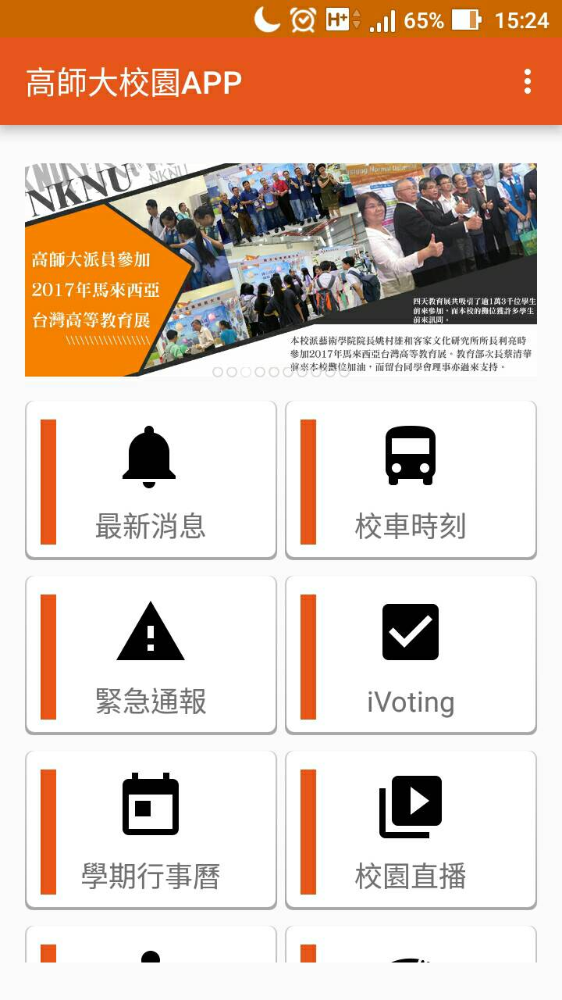 H+
65%
15:24
高師大校園APP
NKNU
NKNU
高師大派員參加
2017年馬來西亞
台灣高等教育展
四天教育展共吸引了逾1萬3千位學生
前來參加，而本校的攤位獲許多學生
前來訊問。
本校派藝術學院院長姚村雄和客家文化研究所所長利亮時
參加2017年馬來西亞台灣高等教育展。教育部次長蔡清華
前來本校攤位加油，而留台同學會理事亦過來支持。
最新消息
校車時刻
緊急通報
iVoting
學期行事曆
校園直播